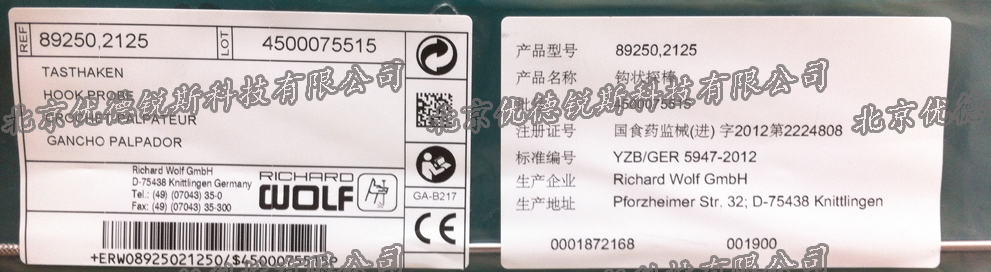 REF 89250,2125 LOT 4500075515
TASTHAKEN
HOOK PROBE
CROCHET PALPATEUR
GANCHO PALPADOR
Richard Wolf GmbH
D-75438 Knittlingen Germany
Tel.: (49) (07043) 35-0
Fax: (49) (07043) 35-300
RICHARD
WOLF
GA-B217
CE
+ERWO89250212504$4500075515P
北京优德锐斯科技有限公司
产品型号 89250,2125
产品名称 钩状探棒
批号 4500075515
注册证号 国食药监械(进) 字2012第2224808
标准编号 YZB/GER 5947-2012
生产企业 Richard Wolf GmbH
生产地址 Pforzheimer Str. 32; D-75438 Knittlingen
0001872168 001900
北京优德锐斯科技有限公司
北京优德